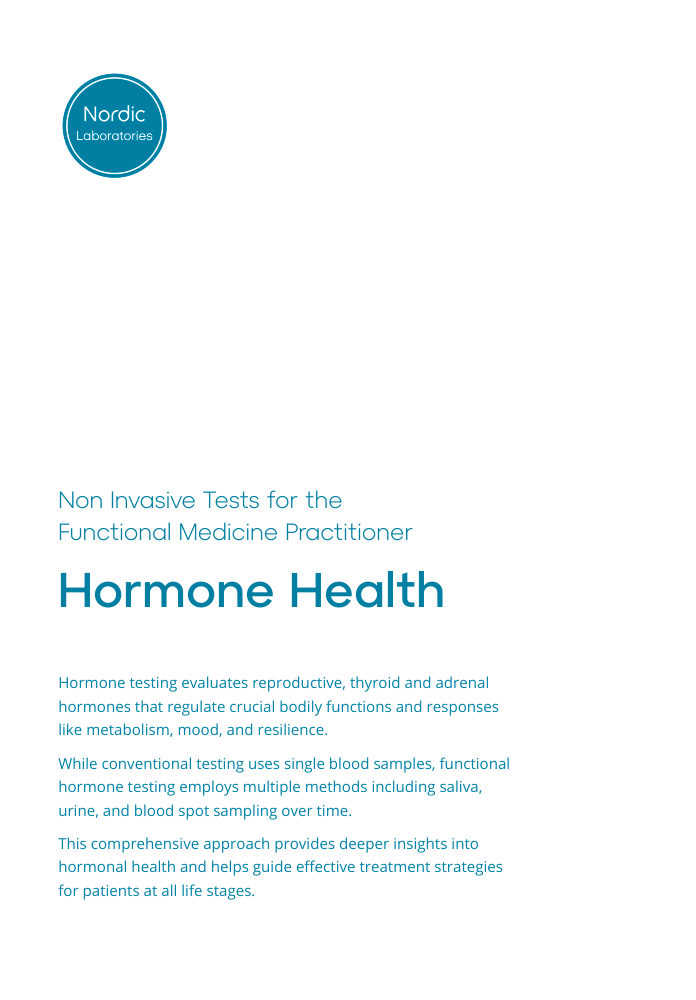 Nordic
Laboratories
Non Invasive Tests for the
Functional Medicine Practitioner
Hormone Health
Hormone testing evaluates reproductive, thyroid and adrenal
hormones that regulate crucial bodily functions and responses
like metabolism, mood, and resilience.
While conventional testing uses single blood samples, functional
hormone testing employs multiple methods including saliva,
urine, and blood spot sampling over time.
This comprehensive approach provides deeper insights into
hormonal health and helps guide effective treatment strategies
for patients at all life stages.